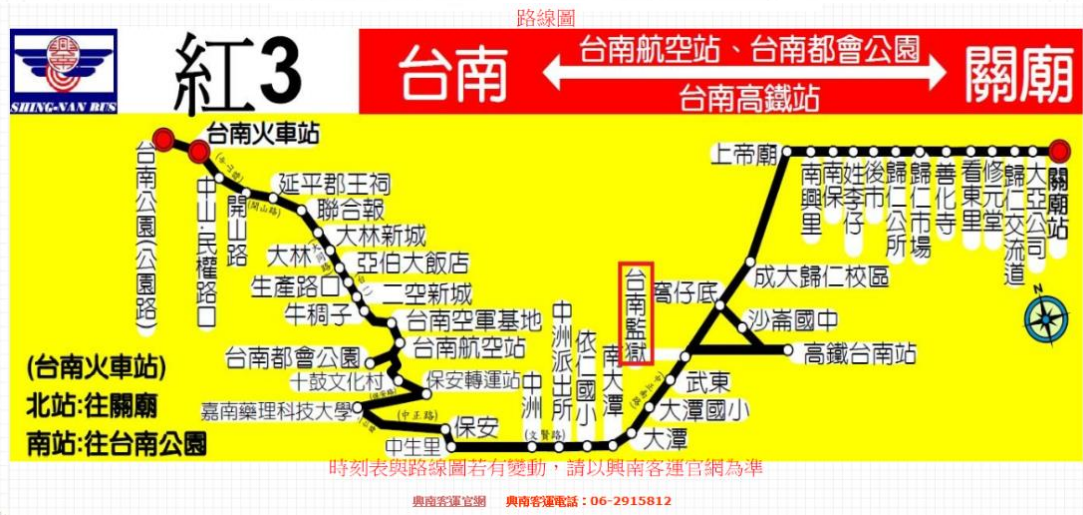 路線圖
SHING-NAN BUS
紅3
台南
台南航空站、台南都會公園
台南高鐵站
關廟
台南公園(公園路)
台南火車站
中山‧民權路口
開山路
(開山路)
延平郡王祠
聯合報
大林新城
大林
亞伯大飯店
生產路口
二空新城
牛稠子
台南空軍基地
台南航空站
台南都會公園
十鼓文化村
保安轉運站
嘉南藥理科技大學
(中正路)
保安
中生里
中洲
(文賢路)
中洲派出所
依仁國小
南大潭
大潭
大潭國小
武東
台南監獄
窩仔底
高鐵台南站
沙崙國中
成大歸仁校區
上帝廟
南興里
南保
姓李仔
後市
歸仁公所
歸仁市場
善化寺
看東里
修元堂
歸仁交流道
大亞公司
關廟站
N
(台南火車站)
北站:往關廟
南站:往台南公園
時刻表與路線圖若有變動，請以興南客運官網為準
興南客運官網
興南客運電話：06-2915812